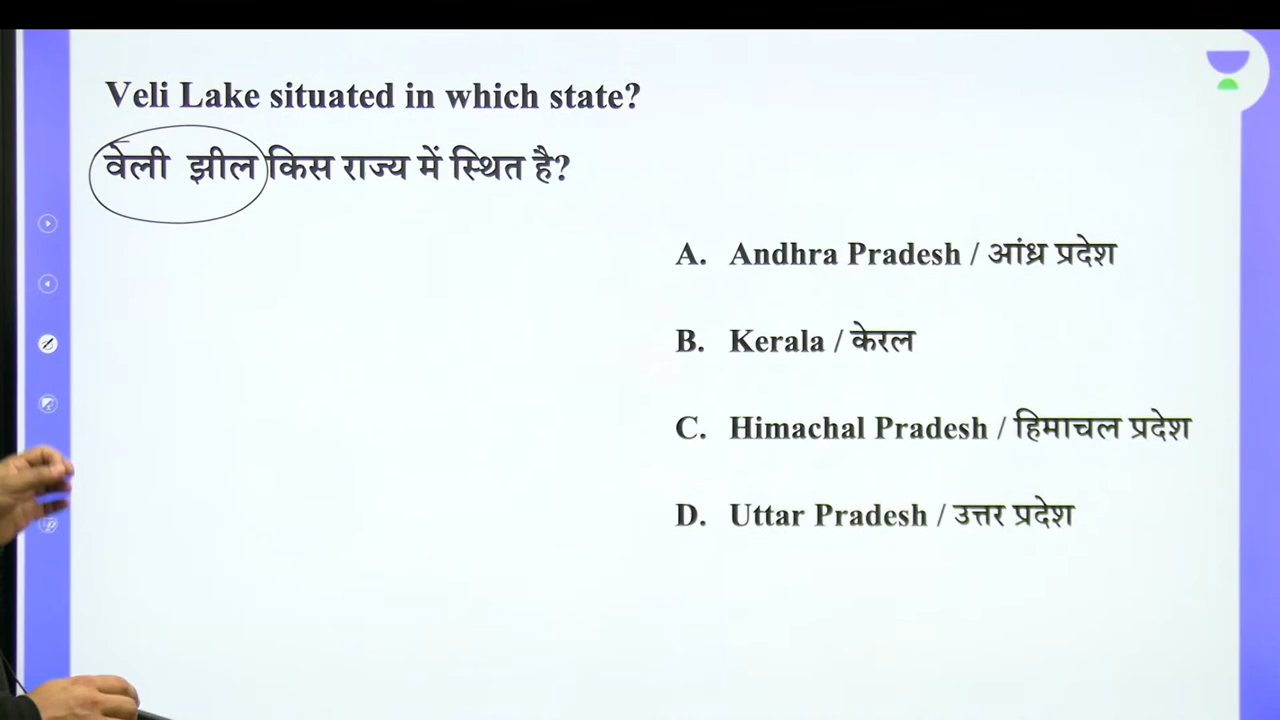 Veli Lake situated in which state?
वेली झील किस राज्य में स्थित है?
A. Andhra Pradesh / आंध्र प्रदेश
B. Kerala / केरल
C. Himachal Pradesh / हिमाचल प्रदेश
D. Uttar Pradesh / उत्तर प्रदेश